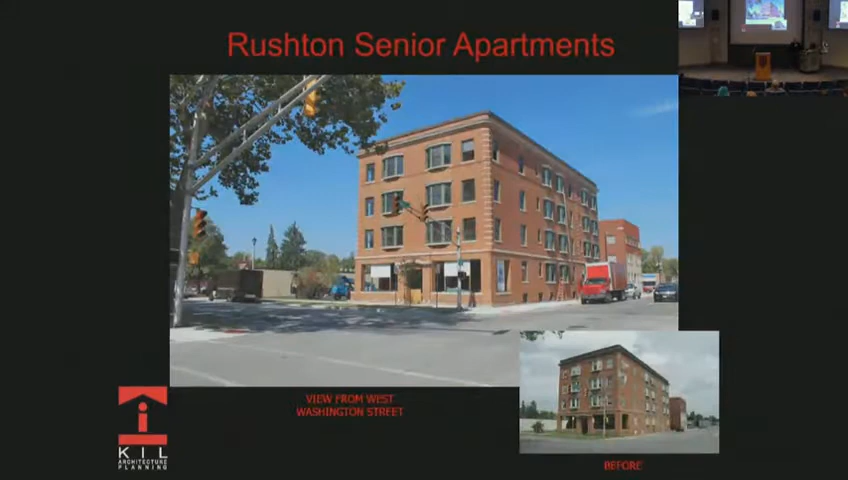 Rushton Senior Apartments
VIEW FROM WEST
WASHINGTON STREET
KIL
ARCHITECTURE
PLANNING
BEFORE